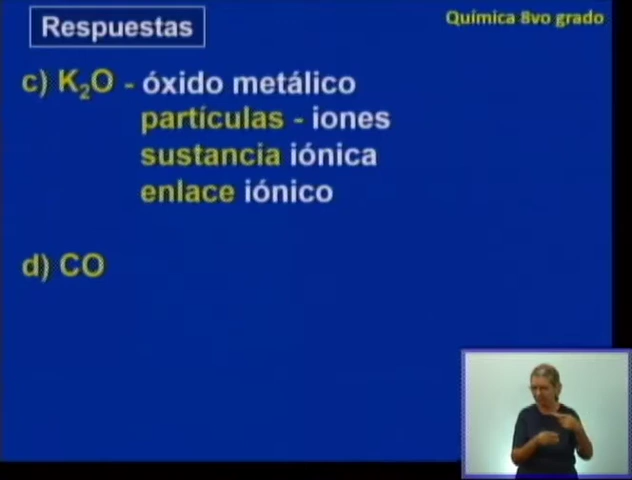 Respuestas
Química 8vo grado
c) K₂O - óxido metálico
partículas - iones
sustancia iónica
enlace iónico
d) CO